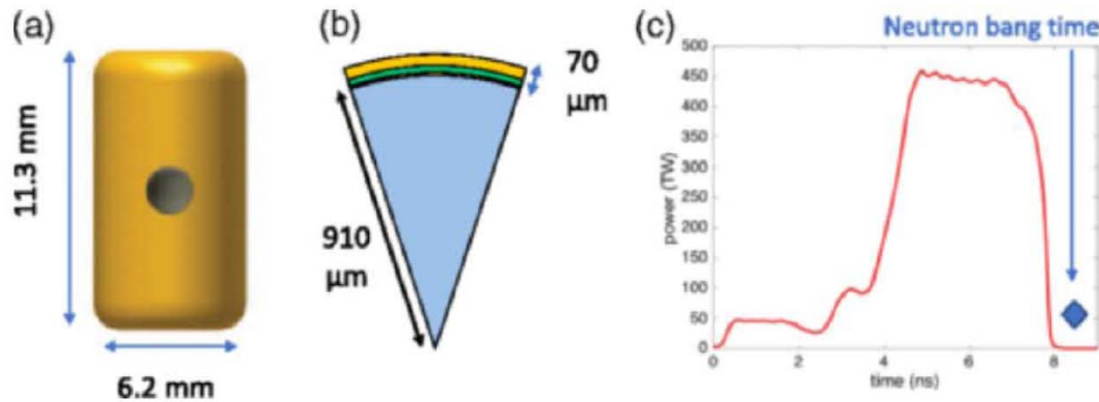 (a)
11.3 mm
6.2 mm
(b)
70
μm
910
μm
(c)
Neutron bang time
500
450
400
350
300
250
200
150
100
50
0
power (TW)
0 2 4 6 8
time (ns)